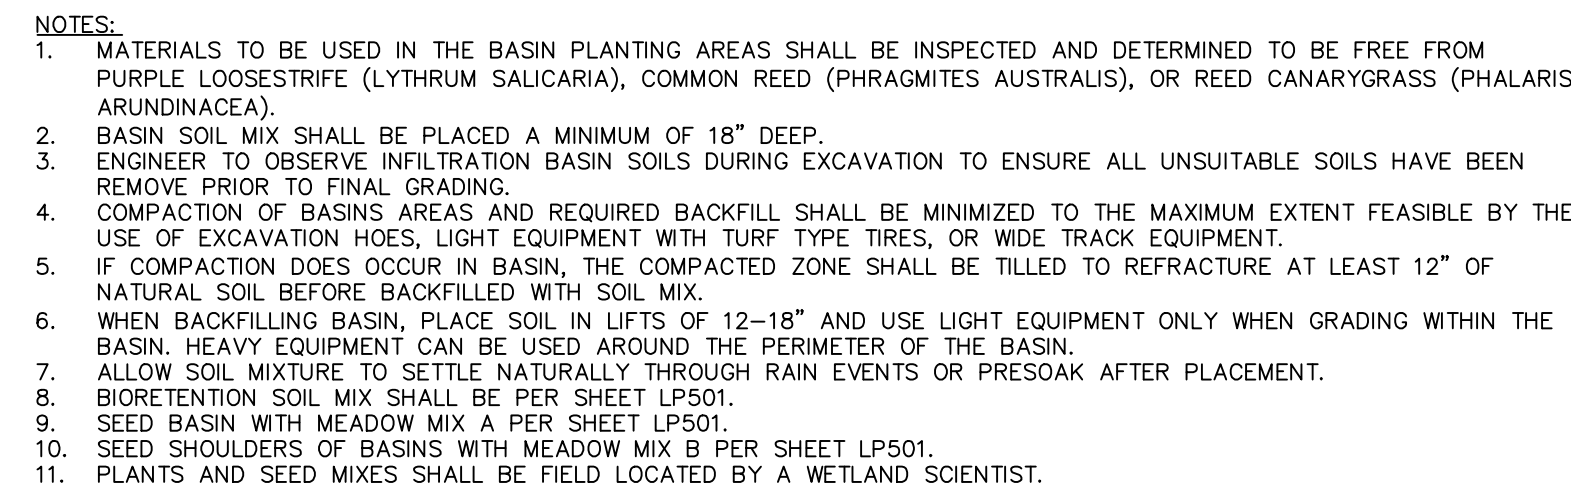 NOTES:
1. MATERIALS TO BE USED IN THE BASIN PLANTING AREAS SHALL BE INSPECTED AND DETERMINED TO BE FREE FROM
PURPLE LOOSESTRIFE (LYTHRUM SALICARIA), COMMON REED (PHRAGMITES AUSTRALIS), OR REED CANARYGRASS (PHALARIS
ARUNDINACEA).
2. BASIN SOIL MIX SHALL BE PLACED A MINIMUM OF 18” DEEP.
3. ENGINEER TO OBSERVE INFILTRATION BASIN SOILS DURING EXCAVATION TO ENSURE ALL UNSUITABLE SOILS HAVE BEEN
REMOVE PRIOR TO FINAL GRADING.
4. COMPACTION OF BASINS AREAS AND REQUIRED BACKFILL SHALL BE MINIMIZED TO THE MAXIMUM EXTENT FEASIBLE BY THE
USE OF EXCAVATION HOES, LIGHT EQUIPMENT WITH TURF TYPE TIRES, OR WIDE TRACK EQUIPMENT.
5. IF COMPACTION DOES OCCUR IN BASIN, THE COMPACTED ZONE SHALL BE TILLED TO REFRACTURE AT LEAST 12” OF
NATURAL SOIL BEFORE BACKFILLED WITH SOIL MIX.
6. WHEN BACKFILLING BASIN, PLACE SOIL IN LIFTS OF 12–18” AND USE LIGHT EQUIPMENT ONLY WHEN GRADING WITHIN THE
BASIN. HEAVY EQUIPMENT CAN BE USED AROUND THE PERIMETER OF THE BASIN.
7. ALLOW SOIL MIXTURE TO SETTLE NATURALLY THROUGH RAIN EVENTS OR PRESOAK AFTER PLACEMENT.
8. BIORETENTION SOIL MIX SHALL BE PER SHEET LP501.
9. SEED BASIN WITH MEADOW MIX A PER SHEET LP501.
10. SEED SHOULDERS OF BASINS WITH MEADOW MIX B PER SHEET LP501.
11. PLANTS AND SEED MIXES SHALL BE FIELD LOCATED BY A WETLAND SCIENTIST.